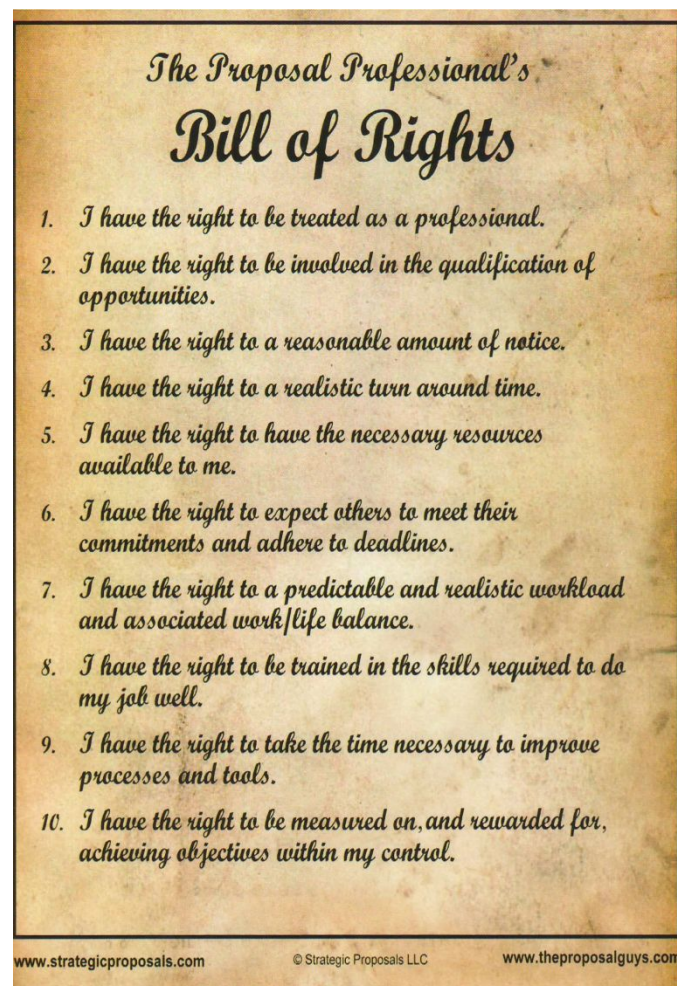 The Proposal Professional's
Bill of Rights
1. I have the right to be treated as a professional.
2. I have the right to be involved in the qualification of
opportunities.
3. I have the right to a reasonable amount of notice.
4. I have the right to a realistic turn around time.
5. I have the right to have the necessary resources
available to me.
6. I have the right to expect others to meet their
commitments and adhere to deadlines.
7. I have the right to a predictable and realistic workload
and associated work/life balance.
8. I have the right to be trained in the skills required to do
my job well.
9. I have the right to take the time necessary to improve
processes and tools.
10. I have the right to be measured on, and rewarded for,
achieving objectives within my control.
www.strategicproposals.com © Strategic Proposals LLC www.theproposalguys.com